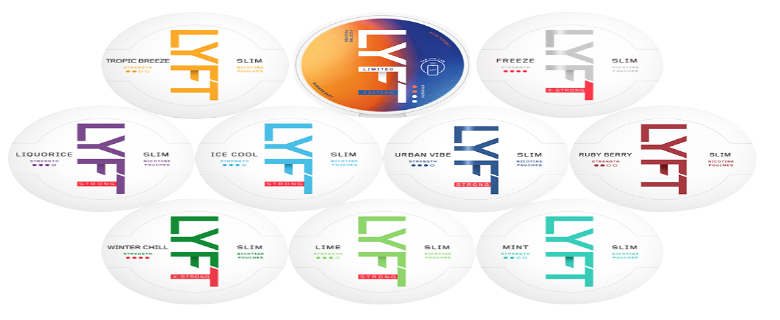 TROPIC BREEZE
STRENGTH
LYFT
SLIM
NICOTINE
POUCHES
LYFT
LIMITED
EDITION
FREEZE
STRENGTH
LYFT
X-STRONG
SLIM
NICOTINE
POUCHES
LIQUORICE
STRENGTH
LYFT
STRONG
SLIM
NICOTINE
POUCHES
ICE COOL
STRENGTH
LYFT
STRONG
SLIM
NICOTINE
POUCHES
URBAN VIBE
STRENGTH
LYFT
STRONG
SLIM
NICOTINE
POUCHES
RUBY BERRY
STRENGTH
LYFT
SLIM
NICOTINE
POUCHES
WINTER CHILL
STRENGTH
LYFT
X-STRONG
SLIM
NICOTINE
POUCHES
LIME
STRENGTH
LYFT
STRONG
SLIM
NICOTINE
POUCHES
MINT
STRENGTH
LYFT
SLIM
NICOTINE
POUCHES